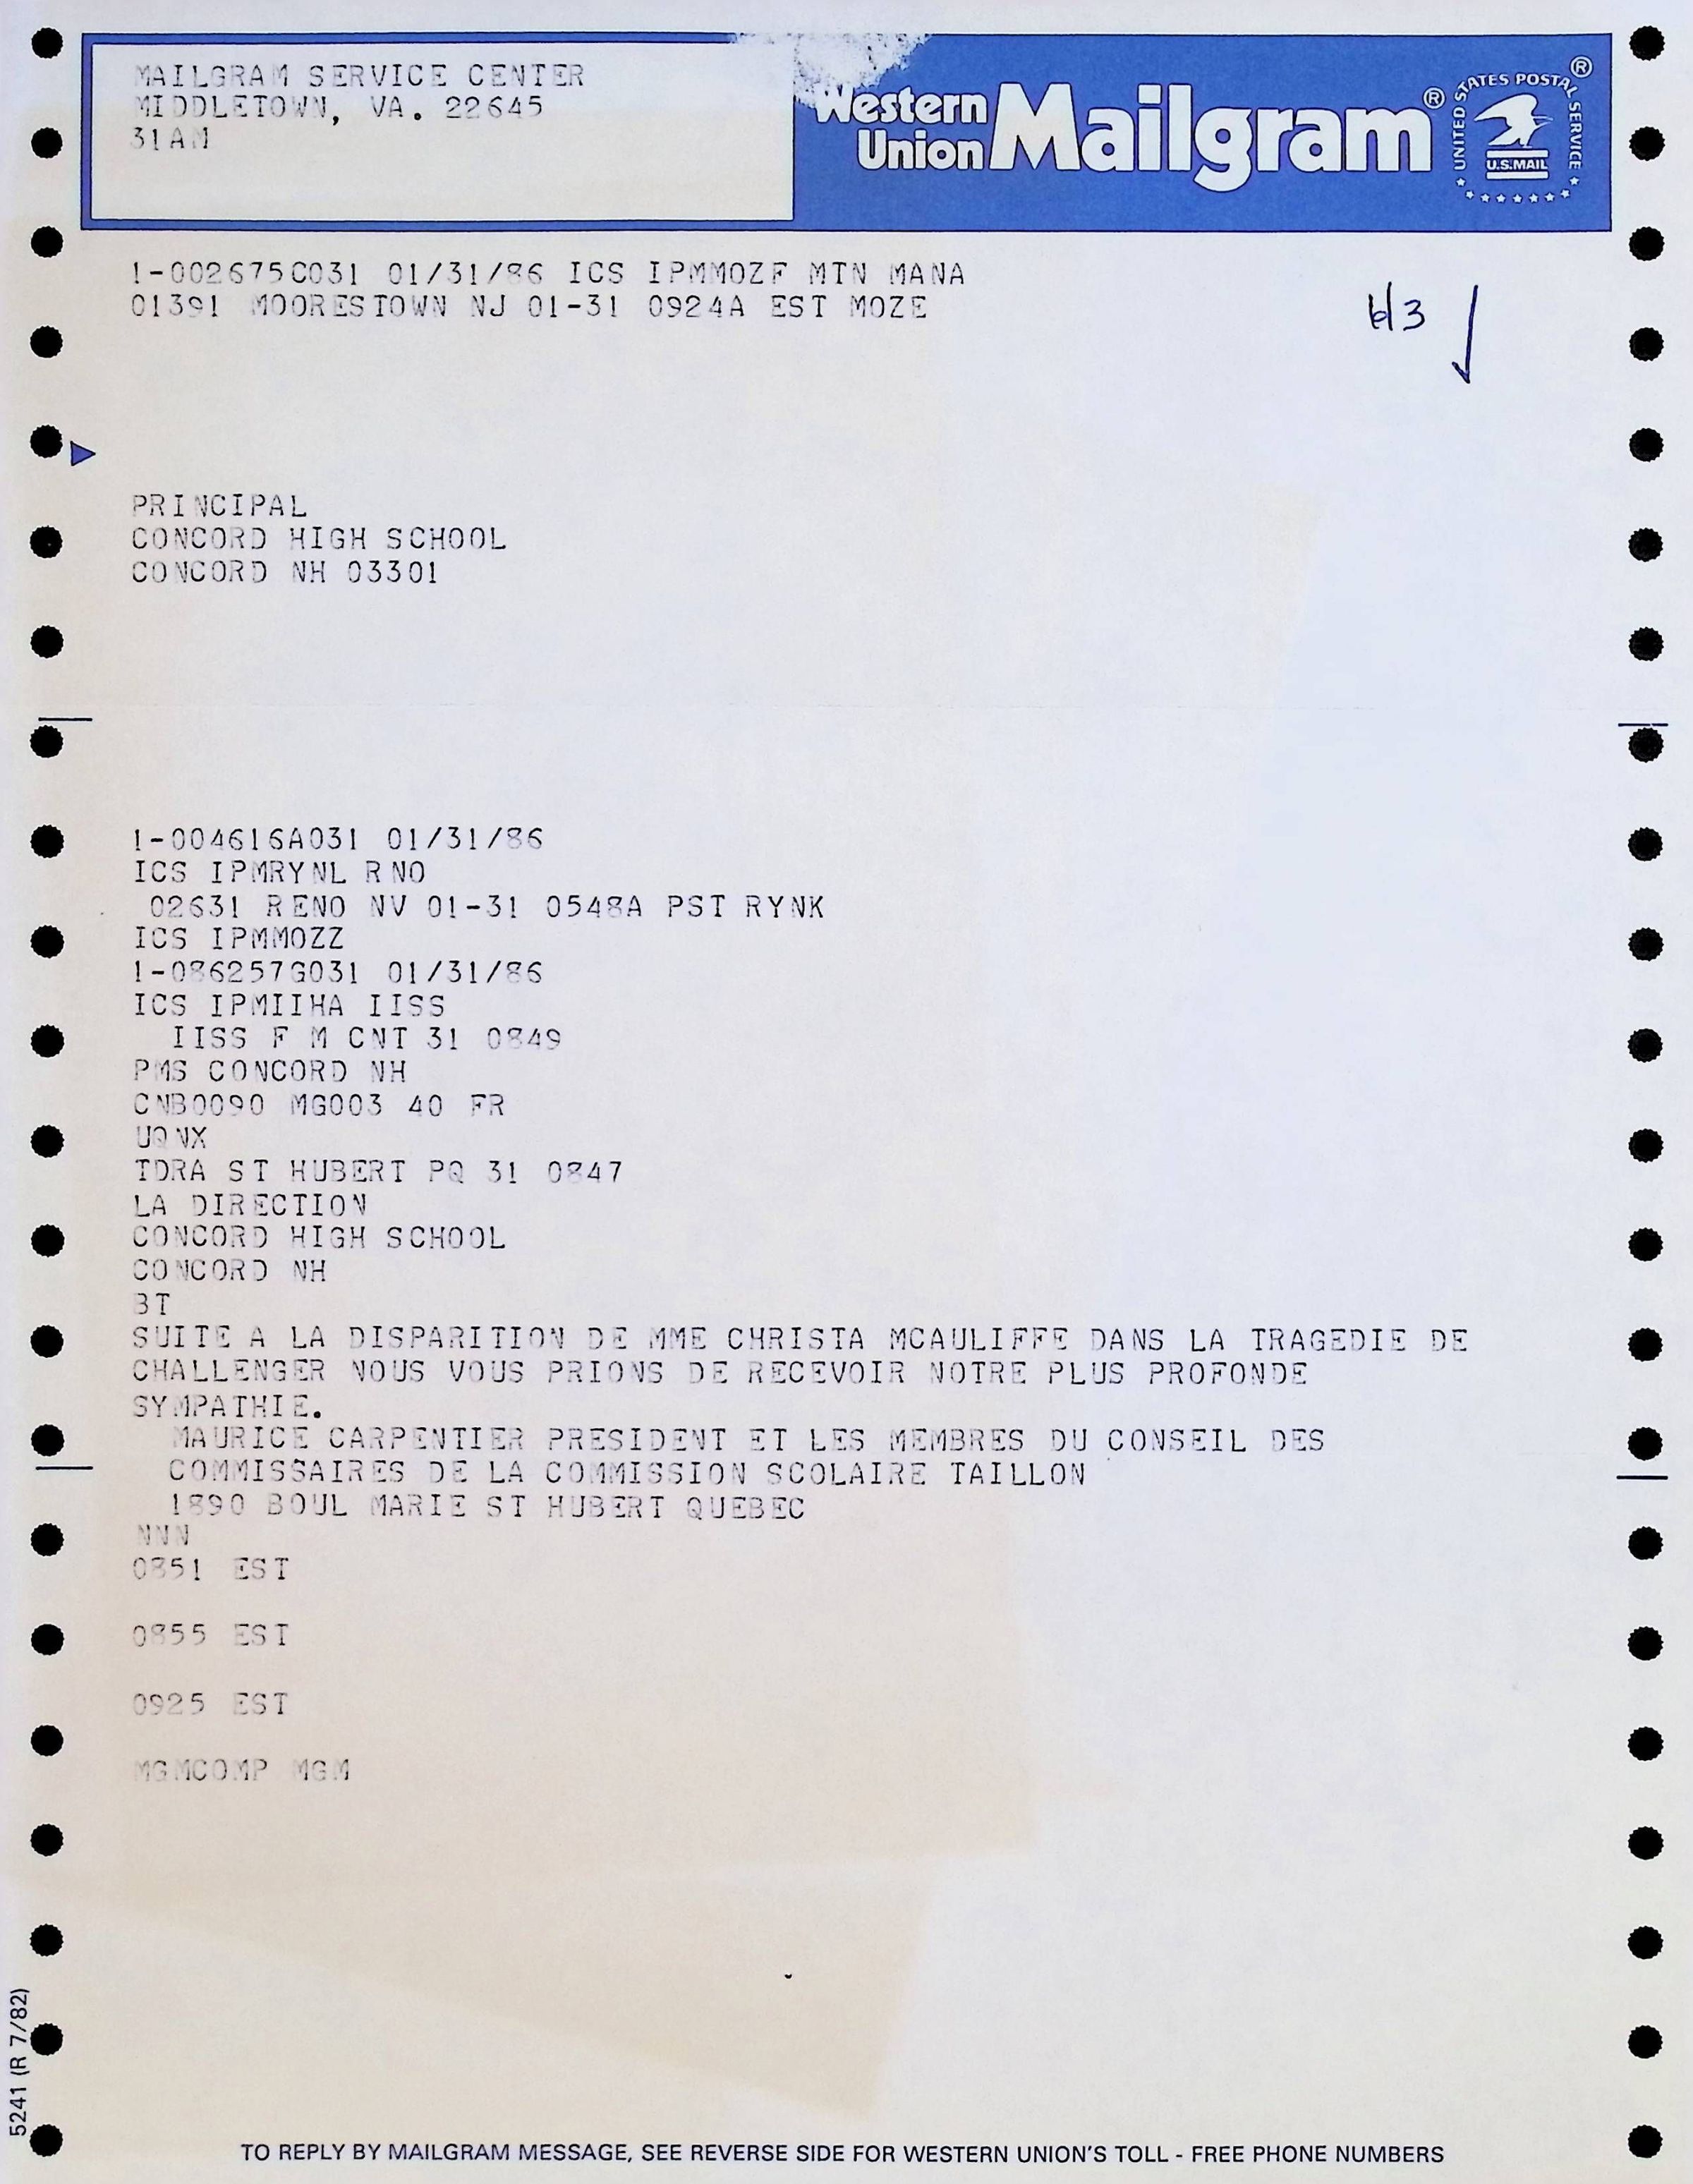 MAILGRAM SERVICE CENTER
MIDDLETOWN, VA. 22645
31AM
Western Union Mailgram®
UNITED STATES POSTAL SERVICE ®
U.S.MAIL
1-002675C031 01/31/86 ICS IPMMOZF MTN MANA
01391 MOORESTOWN NJ 01-31 0924A EST MOZE
PRINCIPAL
CONCORD HIGH SCHOOL
CONCORD NH 03301
1-004616A031 01/31/86
ICS IPMRYNL RNO
02631 RENO NV 01-31 0548A PST RYNK
ICS IPMMOZZ
1-086257G031 01/31/86
ICS IPMIIHA IISS
IISS F M CNT 31 0849
PMS CONCORD NH
CNB0090 MG003 40 FR
UQNX
TDRA ST HUBERT PQ 31 0847
LA DIRECTION
CONCORD HIGH SCHOOL
CONCORD NH
BT
SUITE A LA DISPARITION DE MME CHRISTA MCAULIFFE DANS LA TRAGEDIE DE
CHALLENGER NOUS VOUS PRIONS DE RECEVOIR NOTRE PLUS PROFONDE
SYMPATHIE.
MAURICE CARPENTIER PRESIDENT ET LES MEMBRES DU CONSEIL DES
COMMISSAIRES DE LA COMMISSION SCOLAIRE TAILLON
1890 BOUL MARIE ST HUBERT QUEBEC
NNN
0851 EST
0855 EST
0925 EST
MGMCOMP MGM
5241 (R 7/82)
TO REPLY BY MAILGRAM MESSAGE, SEE REVERSE SIDE FOR WESTERN UNION'S TOLL - FREE PHONE NUMBERS